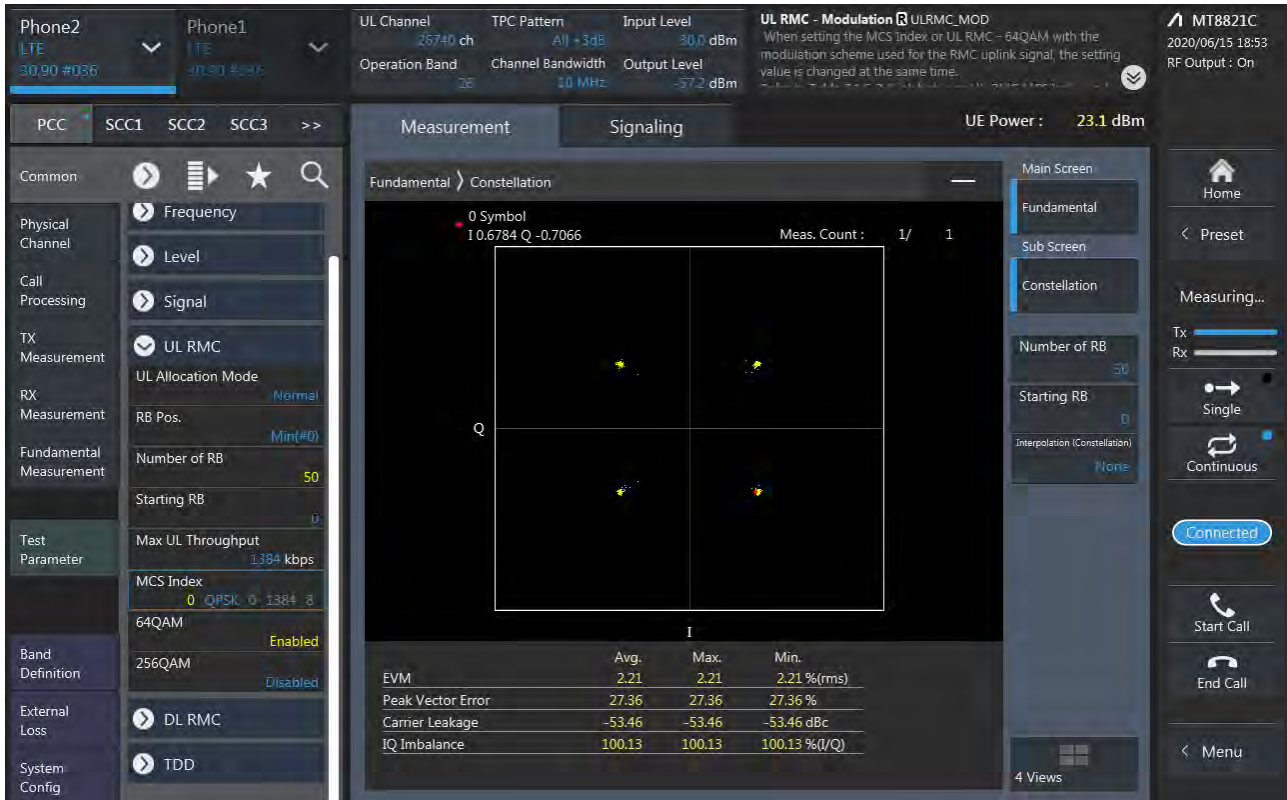 Phone2
LTE
30.90 #036
Phone1
LTE
30.90 #036
UL Channel
26740 ch
TPC Pattern
All +3dB
Input Level
30.0 dBm
Operation Band
26
Channel Bandwidth
10 MHz
Output Level
-57.2 dBm
UL RMC - Modulation R ULRMC_MOD
When setting the MCS Index or UL RMC - 64QAM with the
modulation scheme used for the RMC uplink signal, the setting
value is changed at the same time.
MT8821C
2020/06/15 18:53
RF Output : On
PCC SCC1 SCC2 SCC3 >>
Measurement
Signaling
UE Power : 23.1 dBm
Common
Physical
Channel
Call
Processing
TX
Measurement
RX
Measurement
Fundamental
Measurement
Test
Parameter
Band
Definition
External
Loss
System
Config
Frequency
Level
Signal
UL RMC
UL Allocation Mode
Normal
RB Pos.
Min(#0)
Number of RB
50
Starting RB
0
Max UL Throughput
1384 kbps
MCS Index
0 QPSK 0 1384 8
64QAM
Enabled
256QAM
Disabled
DL RMC
TDD
Fundamental > Constellation
0 Symbol
I 0.6784 Q -0.7066
Meas. Count : 1/ 1
Q
I
Avg. Max. Min.
EVM 2.21 2.21 2.21 %(rms)
Peak Vector Error 27.36 27.36 27.36 %
Carrier Leakage -53.46 -53.46 -53.46 dBc
IQ Imbalance 100.13 100.13 100.13 %(I/Q)
Main Screen
Fundamental
Sub Screen
Constellation
Number of RB
50
Starting RB
0
Interpolation (Constellation)
None
4 Views
Home
< Preset
Measuring...
Tx
Rx
Single
Continuous
Connected
Start Call
End Call
< Menu